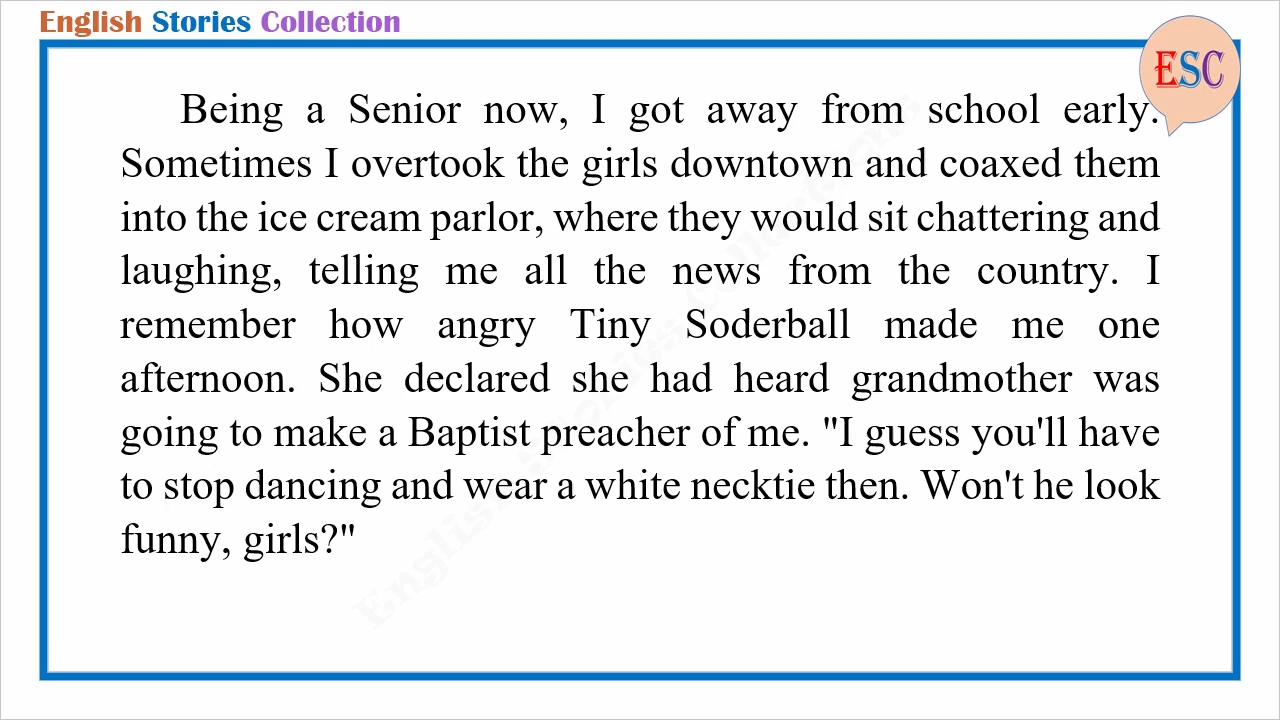 English Stories Collection
ESC
Being a Senior now, I got away from school early.
Sometimes I overtook the girls downtown and coaxed them
into the ice cream parlor, where they would sit chattering and
laughing, telling me all the news from the country. I
remember how angry Tiny Soderball made me one
afternoon. She declared she had heard grandmother was
going to make a Baptist preacher of me. "I guess you'll have
to stop dancing and wear a white necktie then. Won't he look
funny, girls?"
English Stories Collections